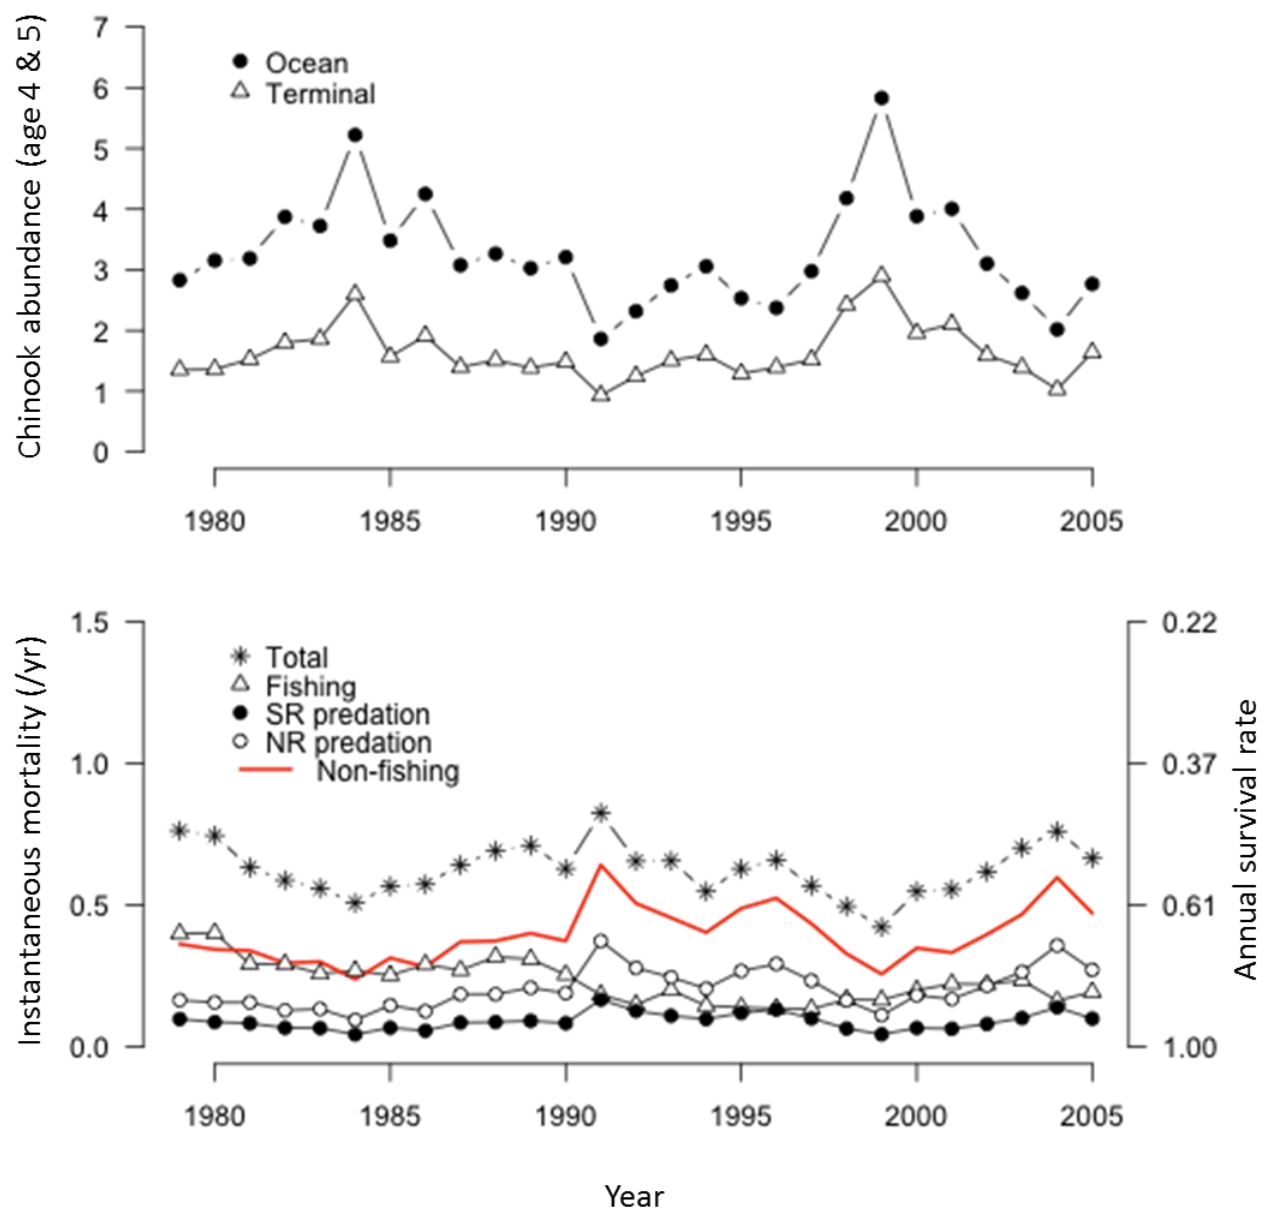 Chinook abundance (age 4 & 5)
7
6
5
4
3
2
1
0
Ocean
Terminal
1980 1985 1990 1995 2000 2005
Instantaneous mortality (/yr)
1.5
1.0
0.5
0.0
Total
Fishing
SR predation
NR predation
Non-fishing
0.22
0.37
0.61
1.00
Annual survival rate
1980 1985 1990 1995 2000 2005
Year